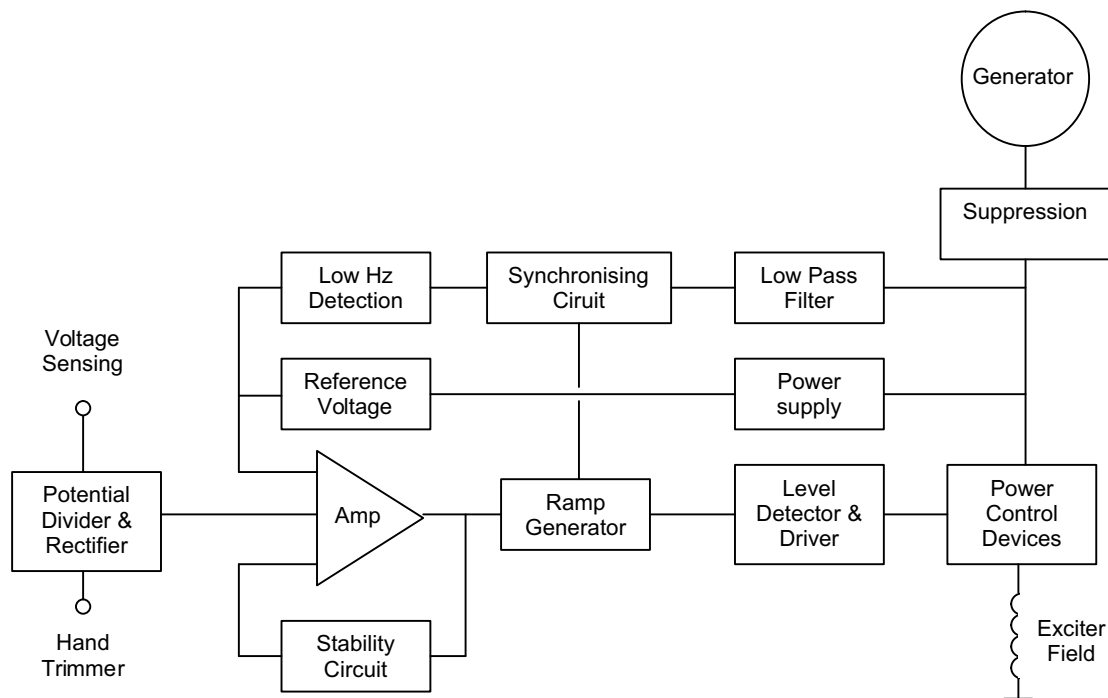 Generator
Suppression
Low Hz
Detection
Synchronising
Ciruit
Low Pass
Filter
Voltage
Sensing
Reference
Voltage
Power
supply
Potential
Divider &
Rectifier
Amp
Ramp
Generator
Level
Detector &
Driver
Power
Control
Devices
Hand
Trimmer
Stability
Circuit
Exciter
Field